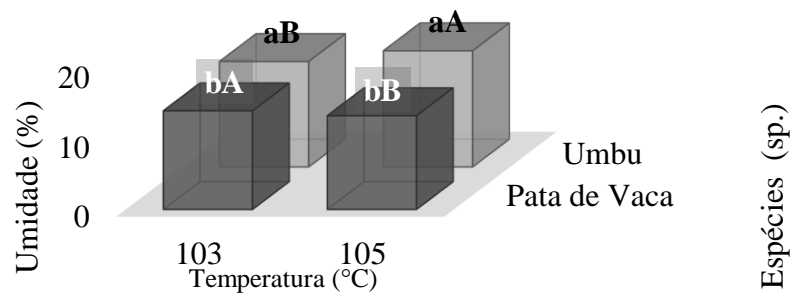 aB
aA
bA
bB
20
10
0
Umidade (%)
Umbu
Pata de Vaca
Espécies (sp.)
103
105
Temperatura (°C)